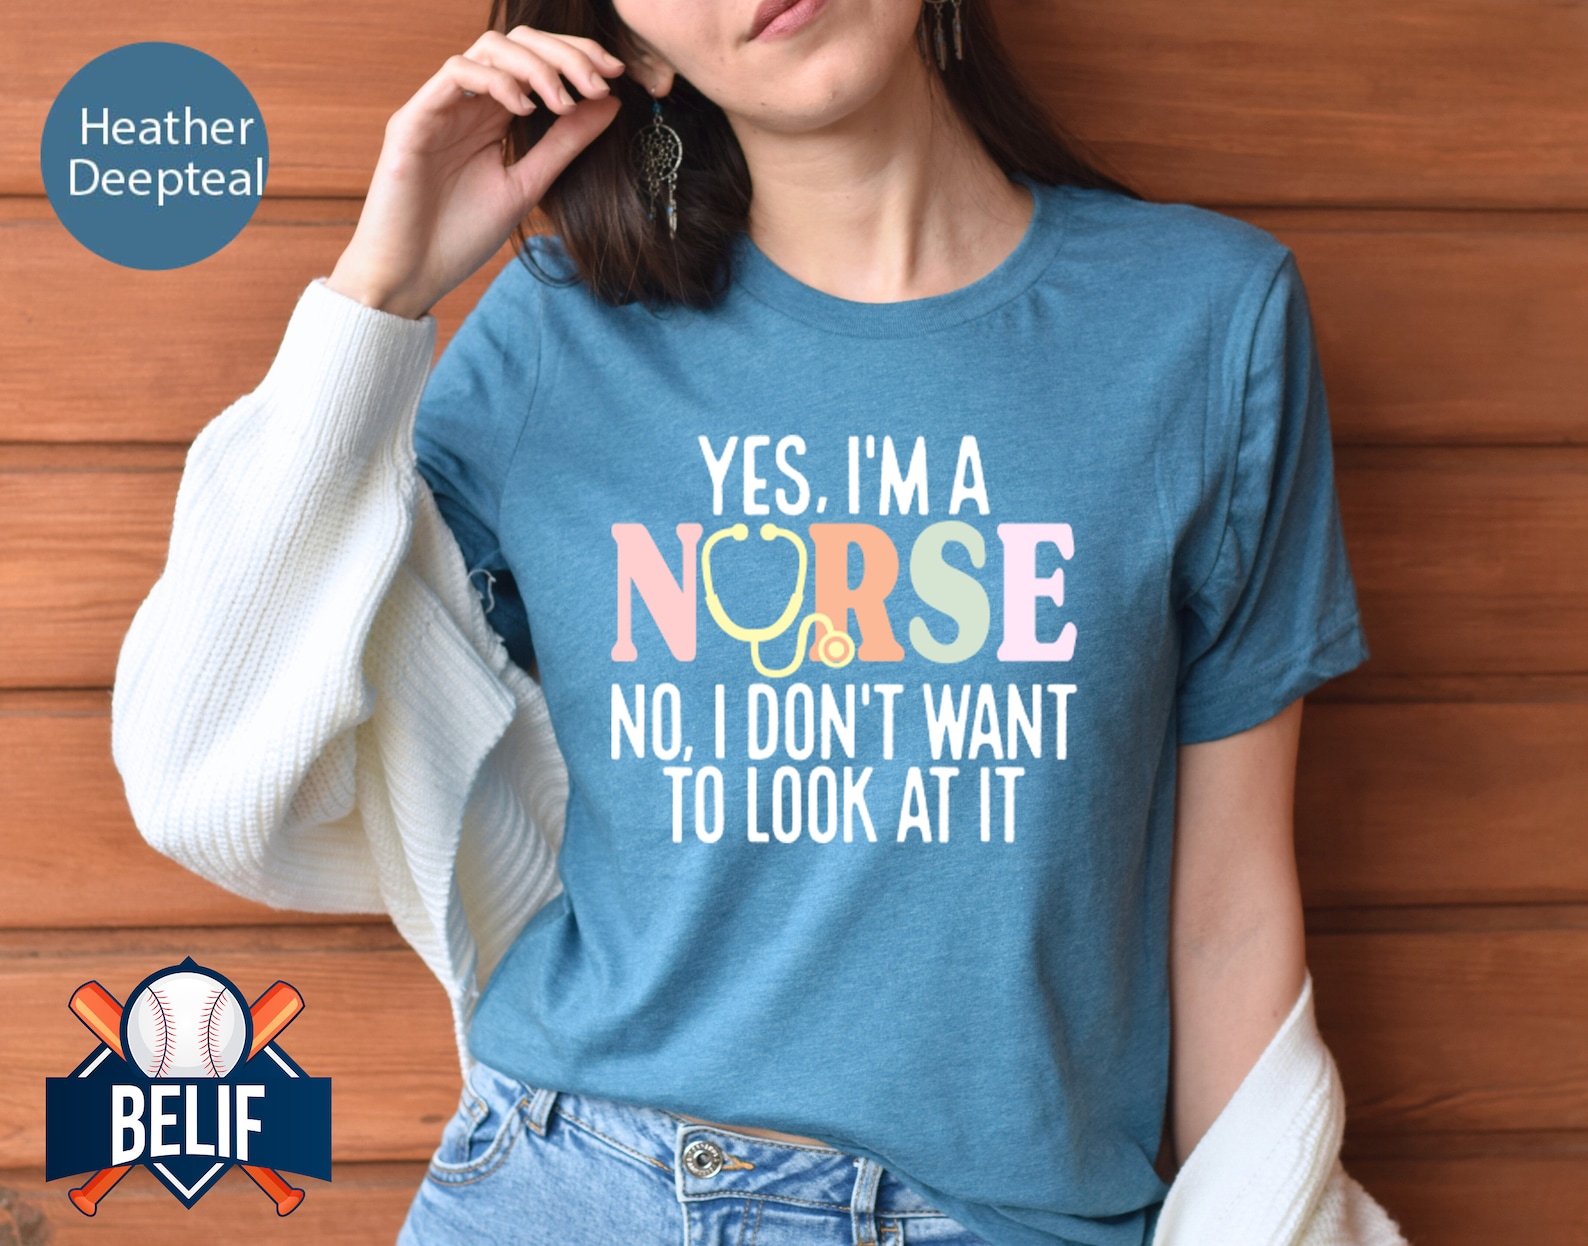 Heather
Deepteal
YES, I'M A
NURSE
NO, I DON'T WANT
TO LOOK AT IT
BELIF